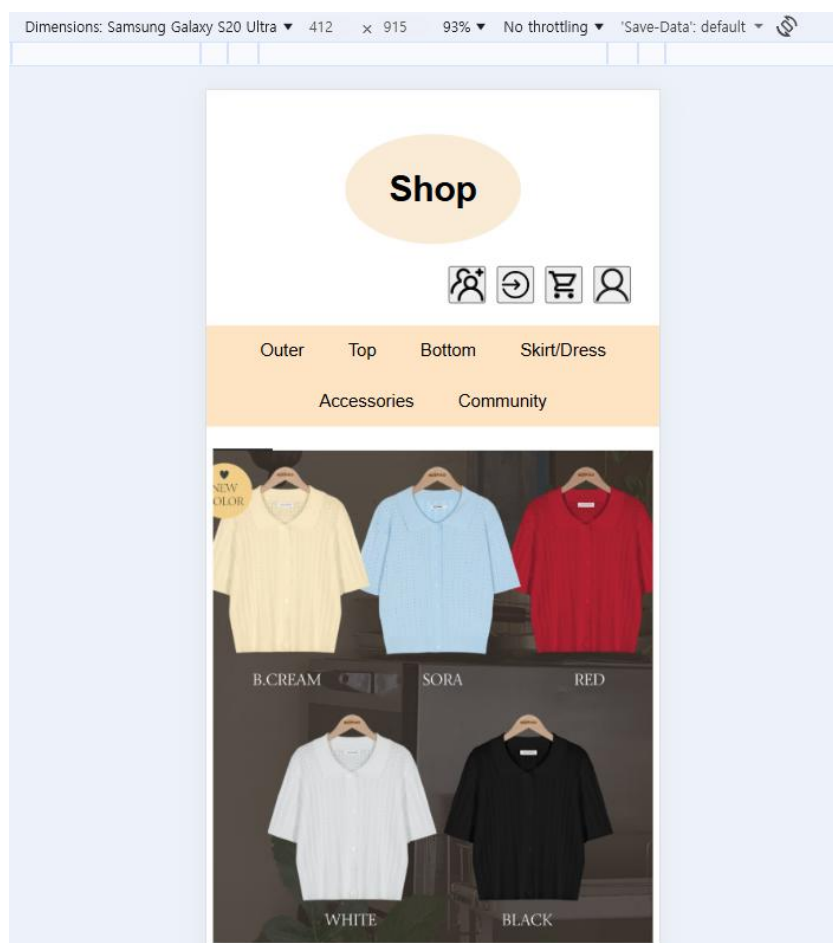 Dimensions: Samsung Galaxy S20 Ultra ▼ 412 × 915 93% ▼ No throttling ▼ 'Save-Data': default ▼
Shop
Outer Top Bottom Skirt/Dress
Accessories Community
NEW
OLOR
B.CREAM SORA RED
WHITE BLACK